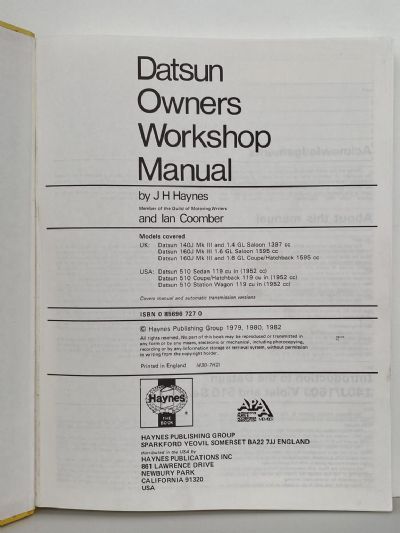 Datsun
Owners
Workshop
Manual
by J H Haynes
Member of the Guild of Motoring Writers
and Ian Coomber
Models covered
UK: Datsun 140J Mk III and 1.4 GL Saloon 1397 cc
Datsun 160J Mk III 1.6 GL Saloon 1595 cc
Datsun 160J Mk III and 1.6 GL Coupe/Hatchback 1595 cc
USA: Datsun 510 Sedan 119 cu in (1952 cc)
Datsun 510 Coupe/Hatchback 119 cu in (1952 cc)
Datsun 510 Station Wagon 119 cu in (1952 cc)
Covers manual and automatic transmission versions
ISBN 0 85696 727 0
© Haynes Publishing Group 1979, 1980, 1982
All rights reserved. No part of this book may be reproduced or transmitted in
any form or by any means, electronic or mechanical, including photocopying,
recording or by any information storage or retrieval system, without permission
in writing from the copyright holder.
Printed in England
Haynes
THE
BOOK
HAYNES PUBLISHING GROUP
SPARKFORD YEOVIL SOMERSET BA22 7JJ ENGLAND
distributed in the USA by
HAYNES PUBLICATIONS INC
861 LAWRENCE DRIVE
NEWBURY PARK
CALIFORNIA 91320
USA